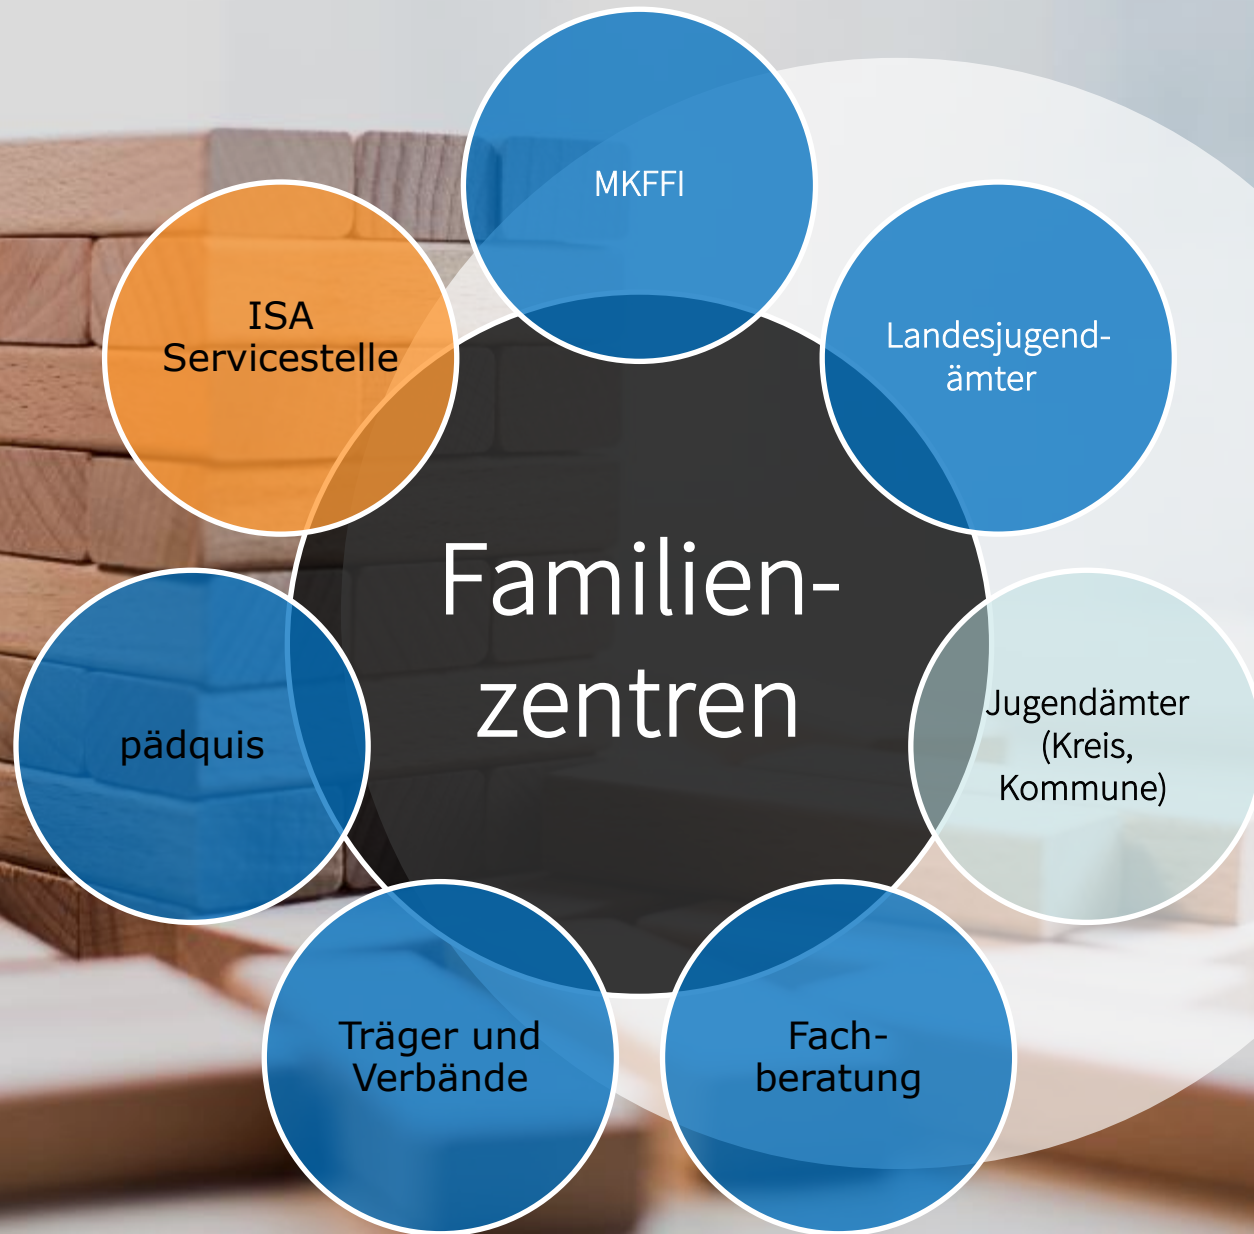 MKFFI
Landesjugend-
ämter
Jugendämter
(Kreis,
Kommune)
Fach-
beratung
Träger und
Verbände
pädquis
ISA
Servicestelle
Familien-
zentren